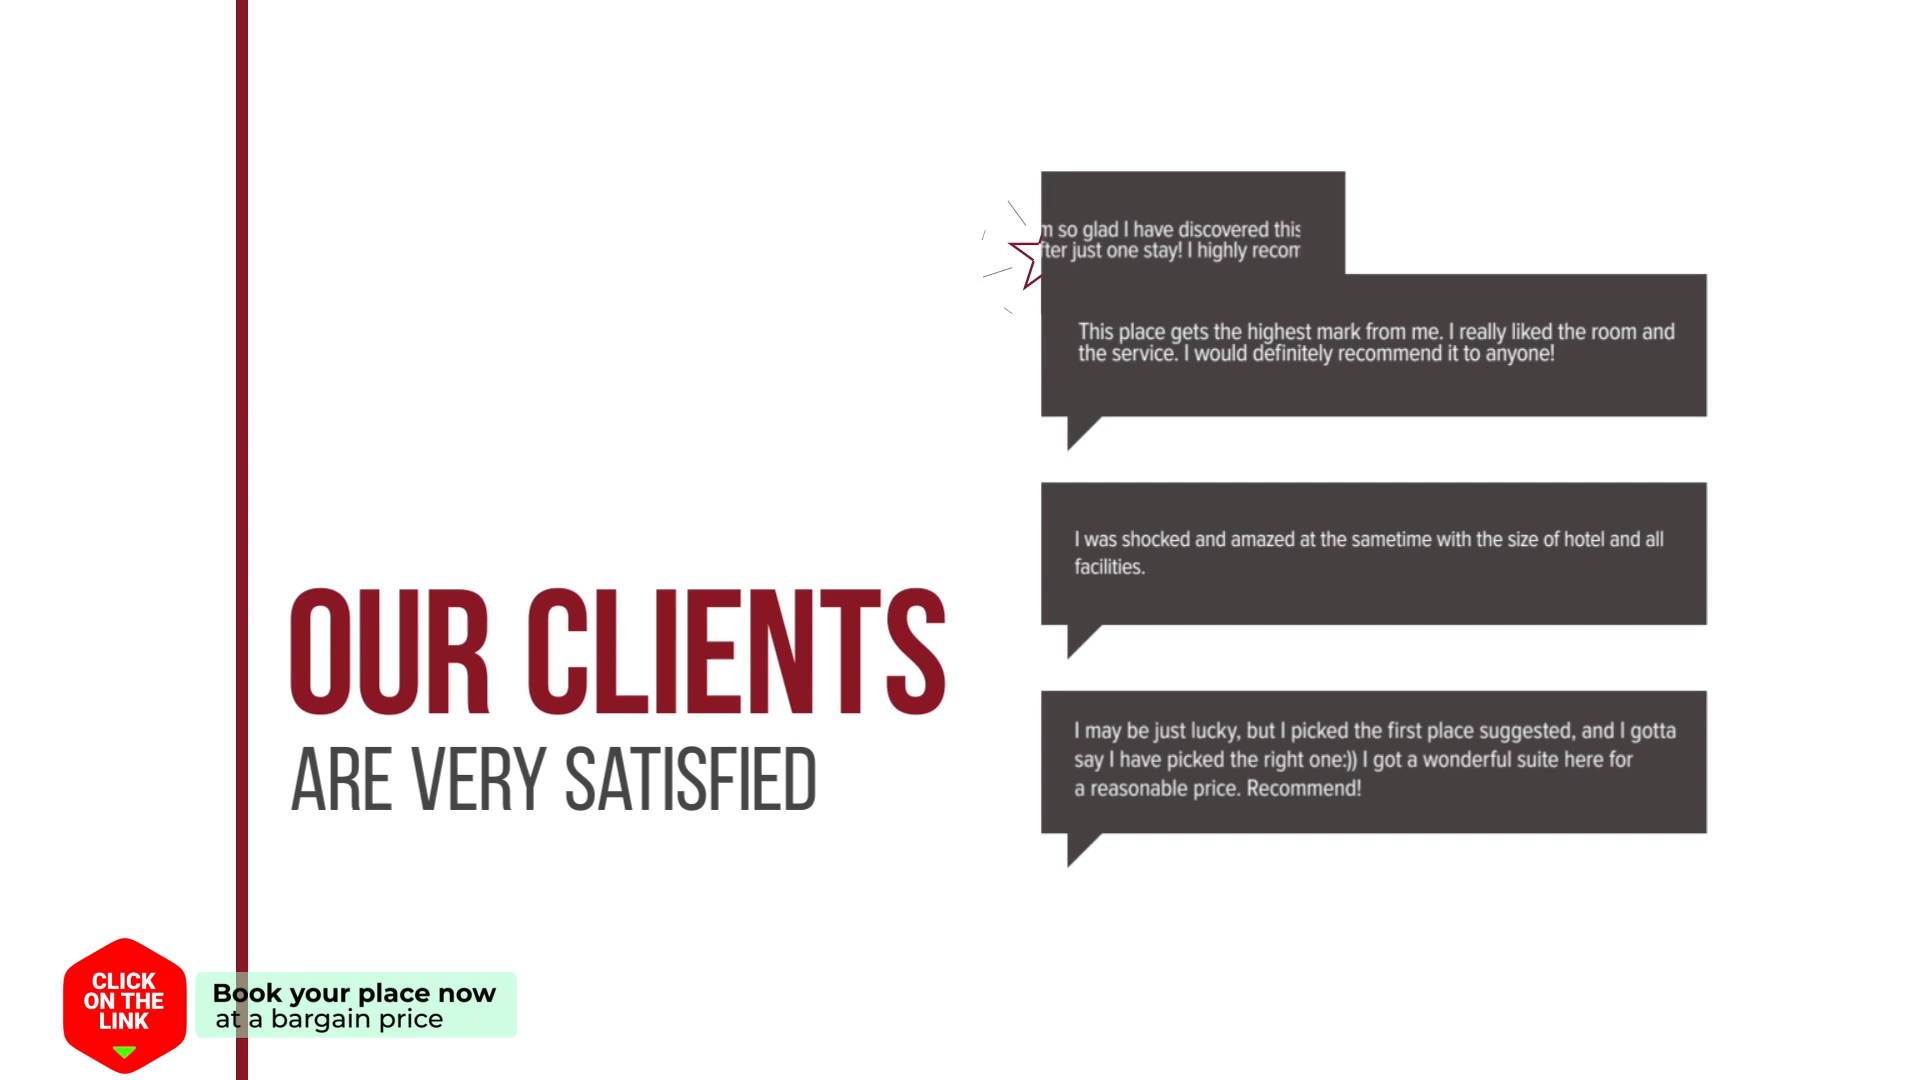 so glad I have discovered this
just one stay! I highly
This place gets the highest mark from me. I really liked the room and
the service. I would definitely recommend it to anyone!
I was shocked and amazed at the sametime with the size of hotel and all
facilities.
I may be just lucky, but I picked the first place suggested, and I gotta
say I have picked the right one:)) I got a wonderful suite here for
a reasonable price. Recommend!
OUR CLIENTS
ARE VERY SATISFIED
CLICK
ON THE
LINK
Book your place now
at a bargain price